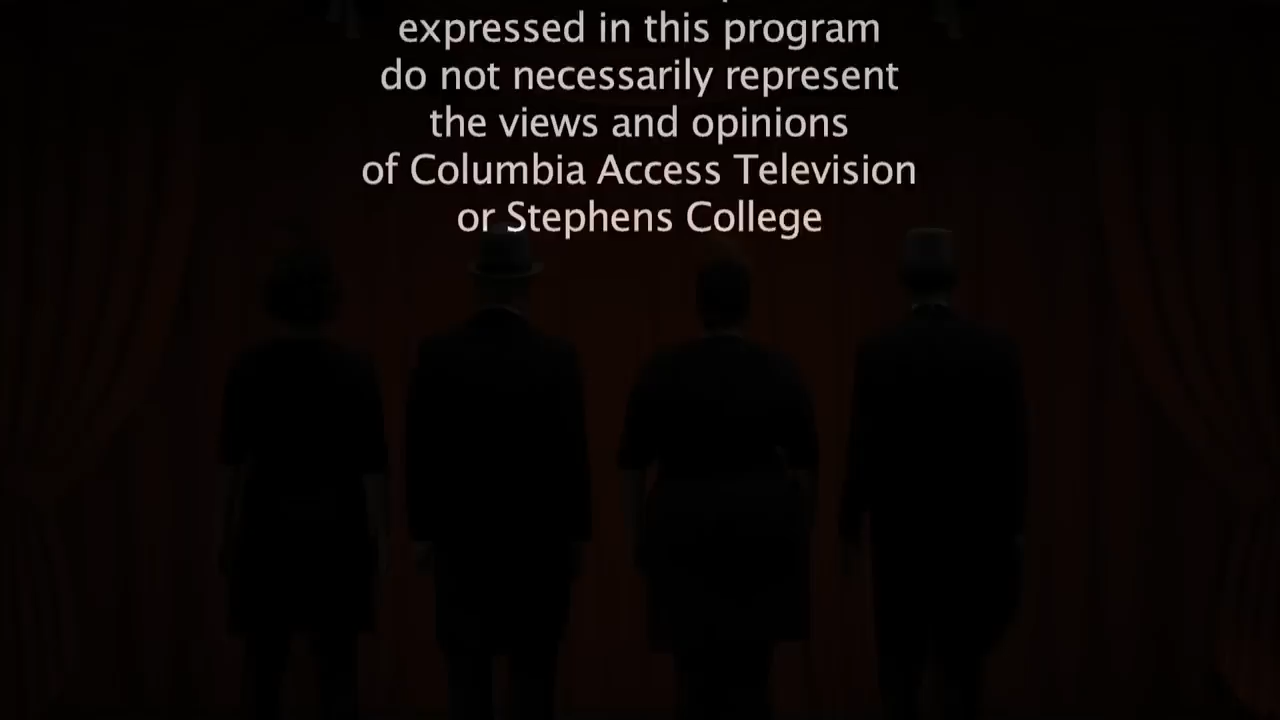 expressed in this program
do not necessarily represent
the views and opinions
of Columbia Access Television
or Stephens College